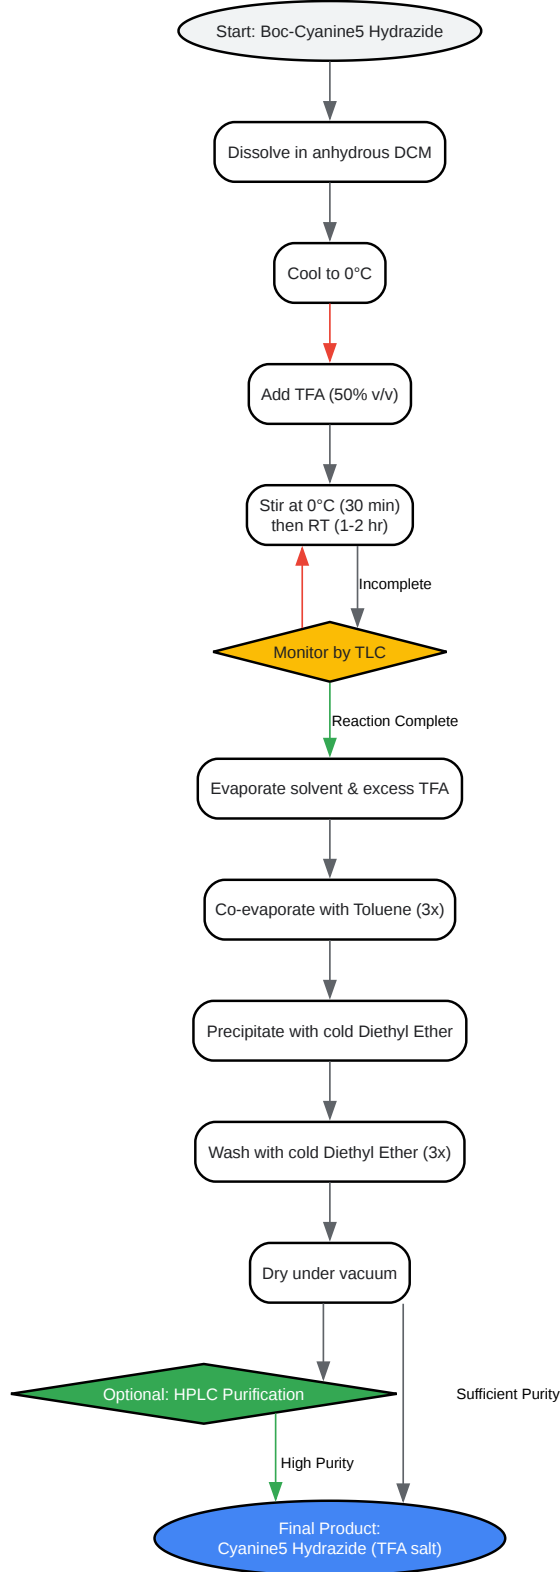 Start: Boc-Cyanine5 Hydrazide
Dissolve in anhydrous DCM
Cool to 0°C
Add TFA (50% v/v)
Stir at 0°C (30 min)
then RT (1-2 hr)
Incomplete
Monitor by TLC
Reaction Complete
Evaporate solvent & excess TFA
Co-evaporate with Toluene (3x)
Precipitate with cold Diethyl Ether
Wash with cold Diethyl Ether (3x)
Dry under vacuum
Optional: HPLC Purification
Sufficient Purity
High Purity
Final Product:
Cyanine5 Hydrazide (TFA salt)